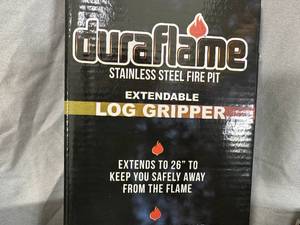 duraflame
STAINLESS STEEL FIRE PIT
EXTENDABLE
LOG GRIPPER
EXTENDS TO 26" TO
KEEP YOU SAFELY AWAY
FROM THE FLAME